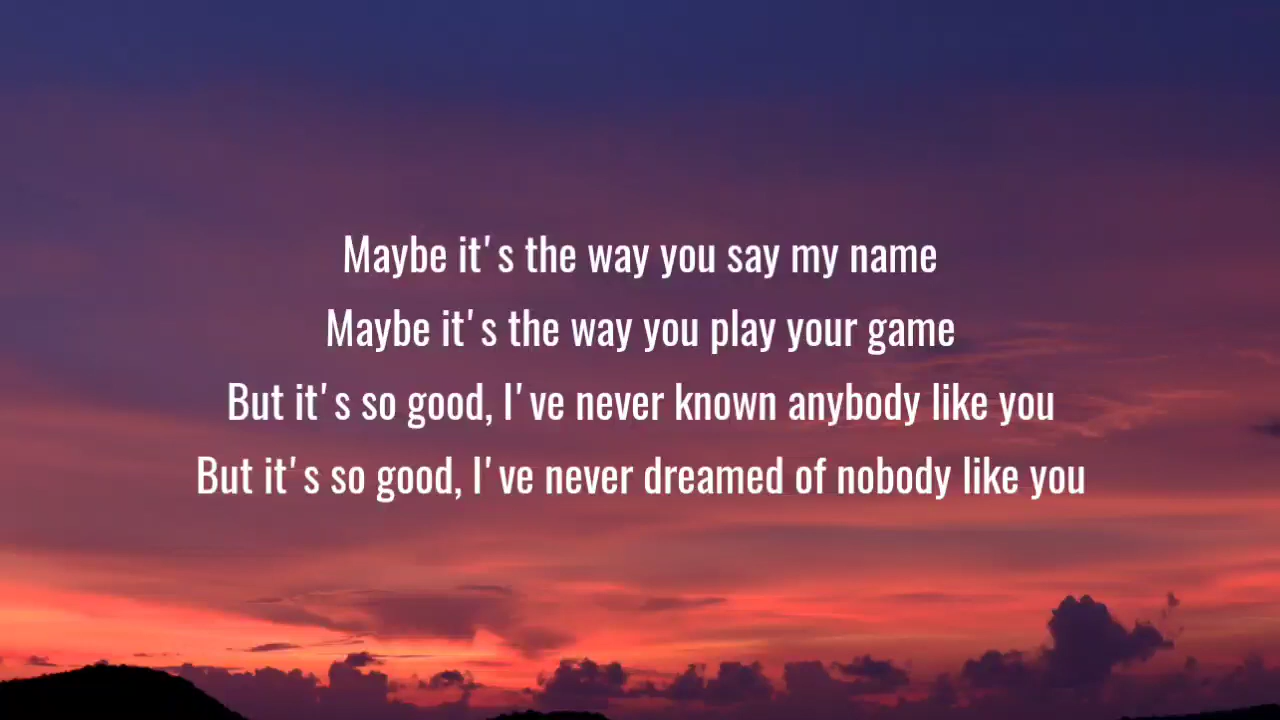 Maybe it's the way you say my name
Maybe it's the way you play your game
But it's so good, I've never known anybody like you
But it's so good, I've never dreamed of nobody like you